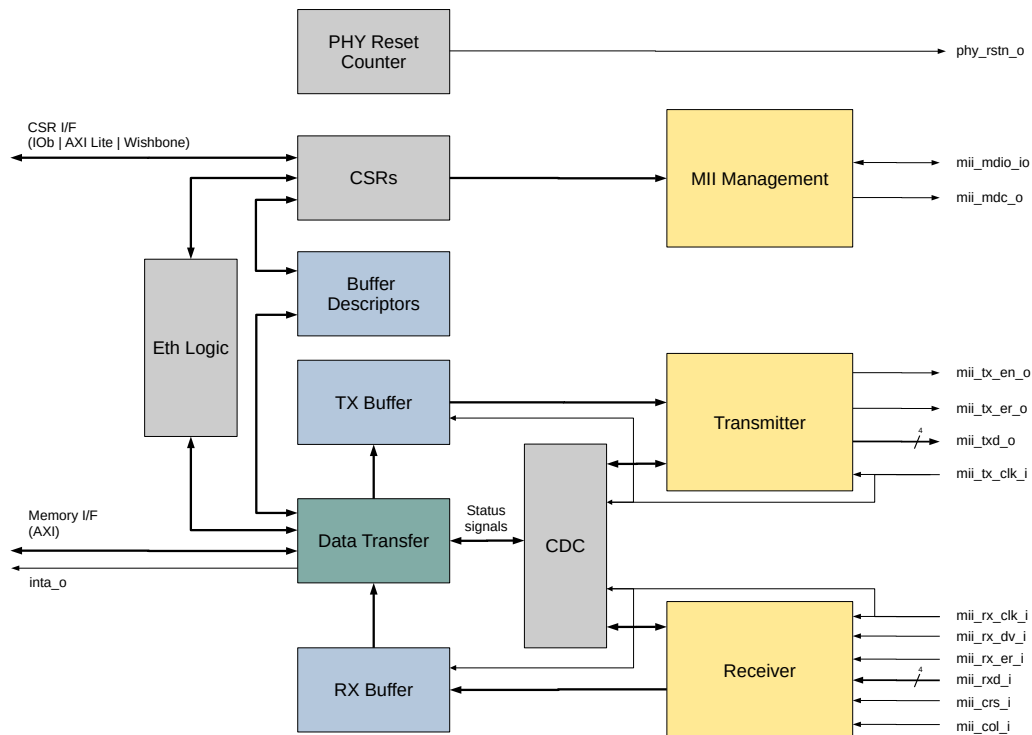 PHY Reset
Counter
phy_rstn_o
CSR I/F
(IOb | AXI Lite | Wishbone)
CSRs
MII Management
mii_mdio_io
mii_mdc_o
Buffer
Descriptors
Eth Logic
TX Buffer
Transmitter
mii_tx_en_o
mii_tx_er_o
4
mii_txd_o
mii_tx_clk_i
Memory I/F
(AXI)
inta_o
Data Transfer
Status
signals
CDC
RX Buffer
Receiver
mii_rx_clk_i
mii_rx_dv_i
mii_rx_er_i
4
mii_rxd_i
mii_crs_i
mii_col_i